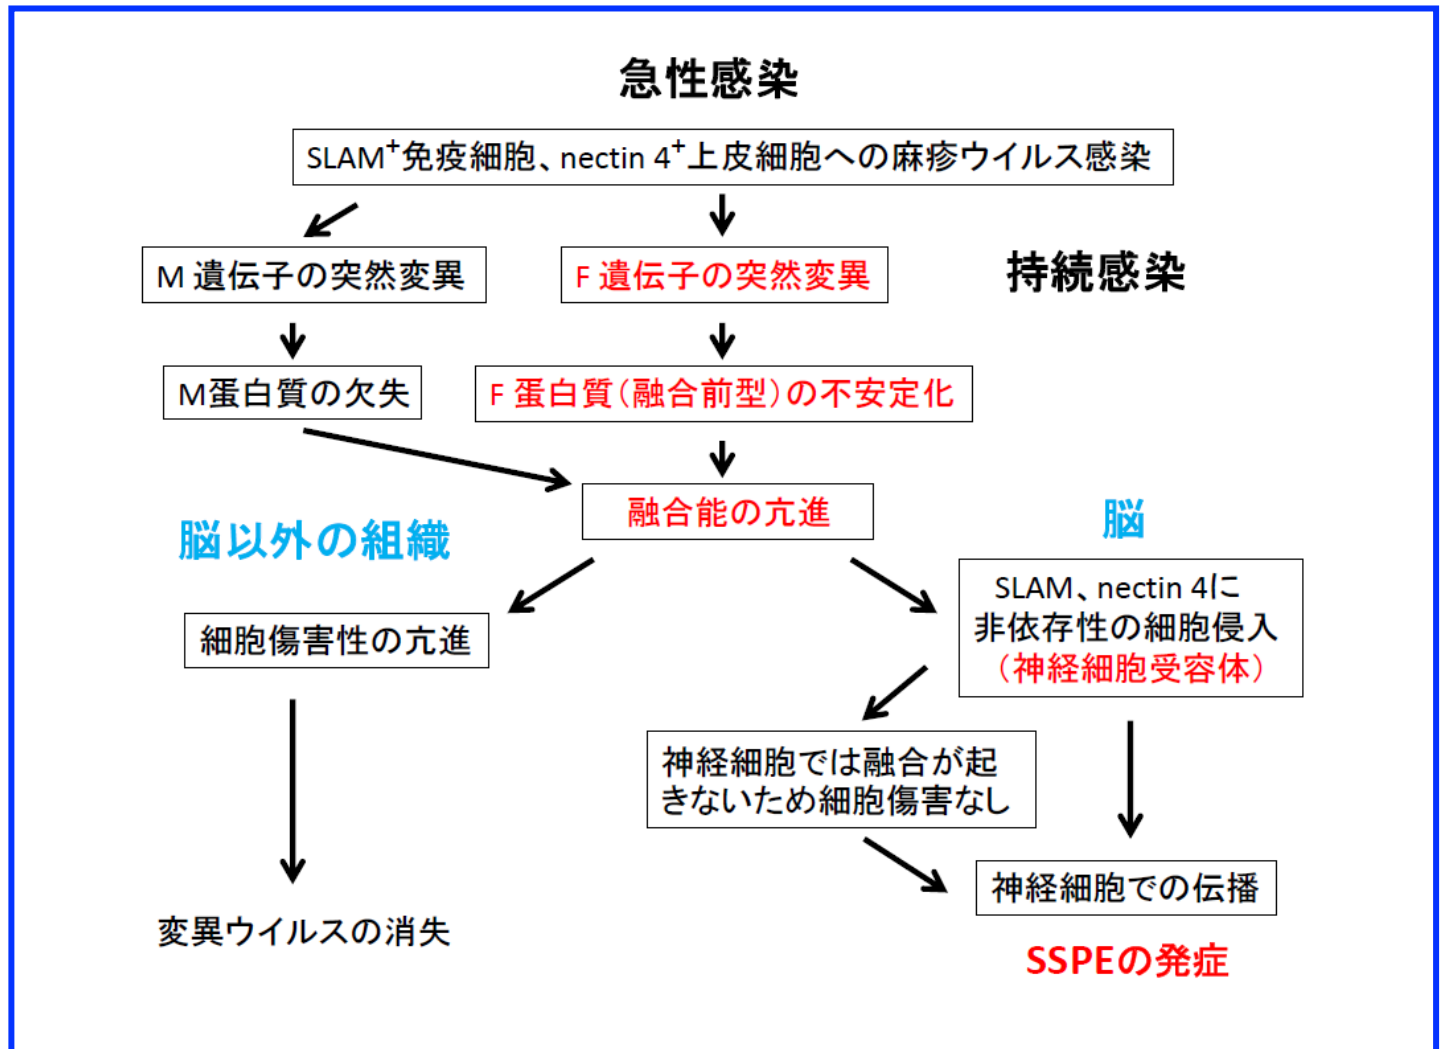 急性感染
SLAM⁺免疫細胞、nectin 4⁺上皮細胞への麻疹ウイルス感染
M 遺伝子の突然変異
F 遺伝子の突然変異
持続感染
M蛋白質の欠失
F 蛋白質（融合前型）の不安定化
融合能の亢進
脳以外の組織
脳
細胞傷害性の亢進
SLAM、nectin 4に
非依存性の細胞侵入
（神経細胞受容体）
神経細胞では融合が起
きないため細胞傷害なし
神経細胞での伝播
変異ウイルスの消失
SSPEの発症